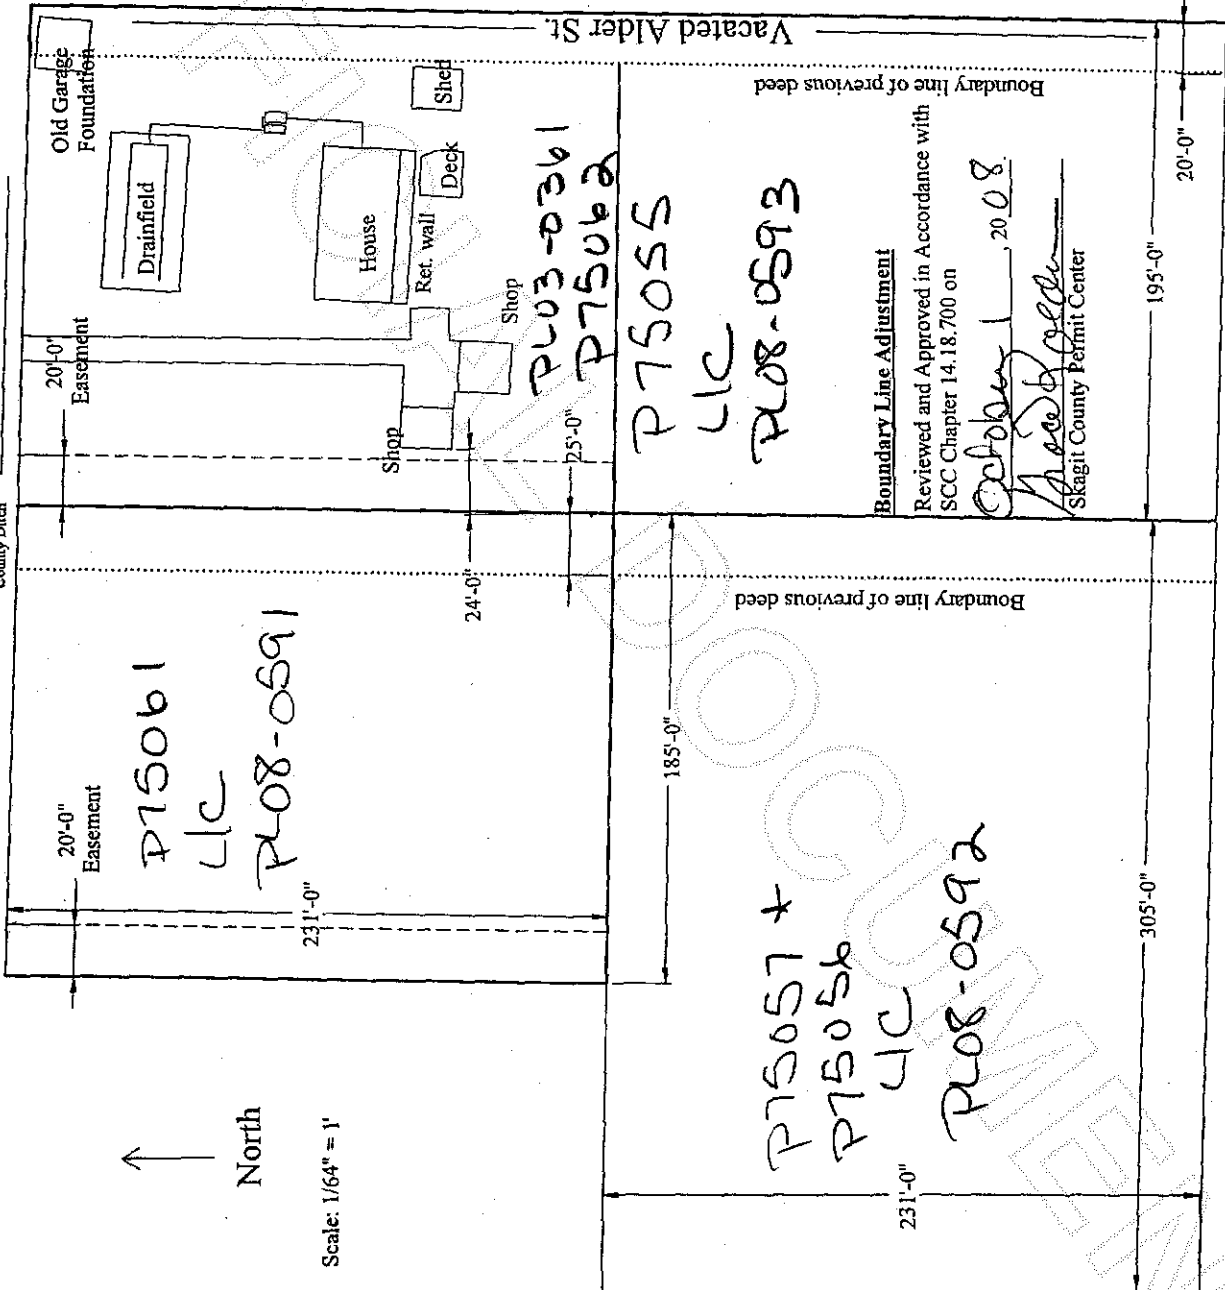 County Ditch
Old Garage
Foundation
Vacated Alder St.
Drainfield
House
Ret. wall
Deck
Shed
20'-0"
Easement
Shop
Shop
PL03-0361
P75062
24'-0"
25'-0"
Boundary line of previous deed
P75055
L/C
PL08-0593
Boundary Line Adjustment
Reviewed and Approved in Accordance with
SCC Chapter 14.18.700 on
October 1, 2008.
Skagit County Permit Center
195'-0"
20'-0"
20'-0"
Easement
P75061
L/C
PL08-0591
231'-0"
Boundary line of previous deed
185'-0"
P75057 +
P75056
L/C
PL08-0592
305'-0"
231'-0"
North
Scale: 1/64" = 1'
DOCUMEN